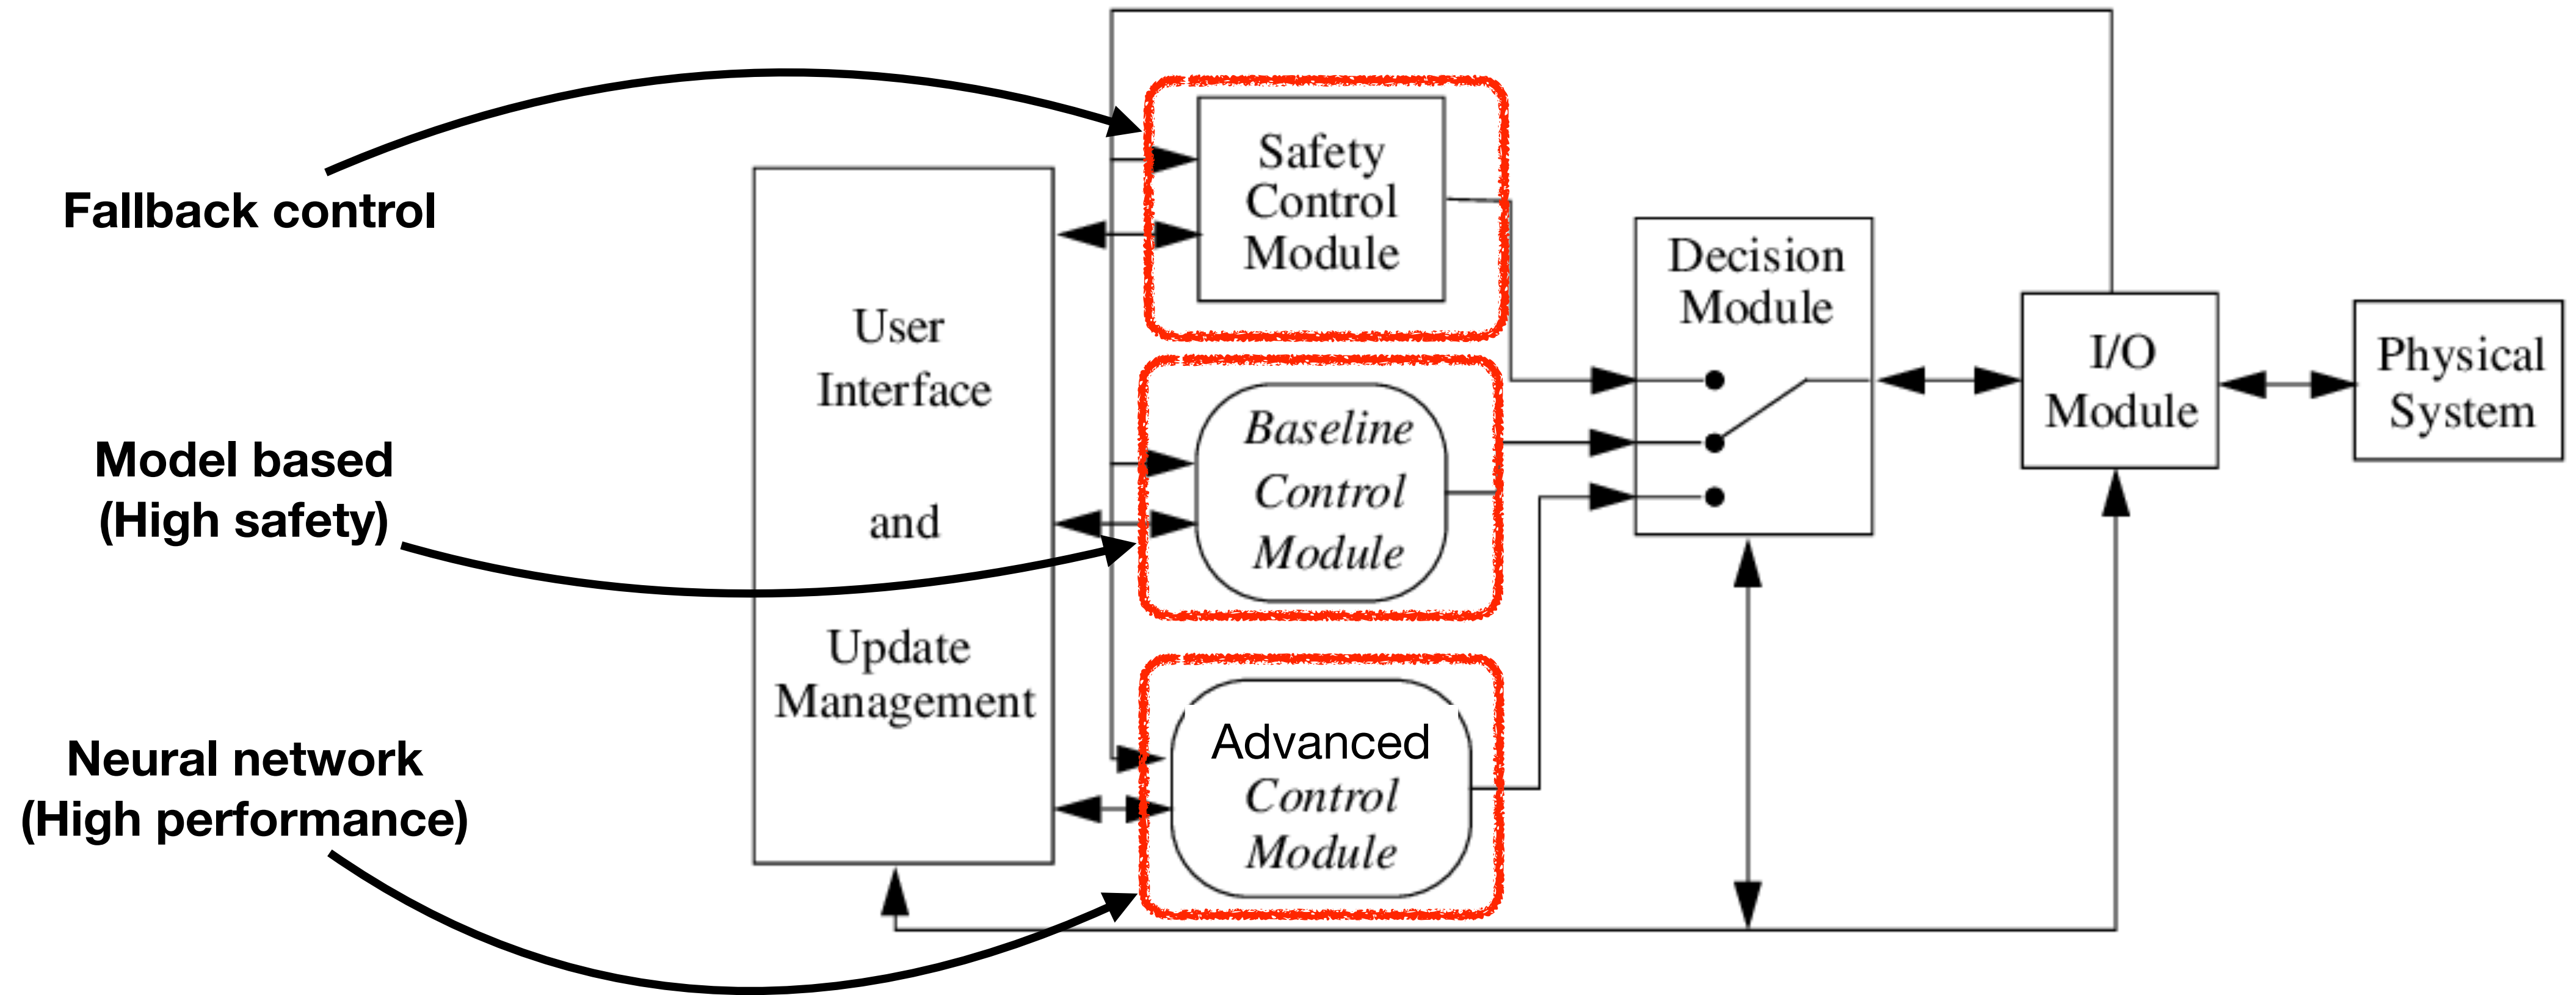 Fallback control
Model based
(High safety)
Neural network
(High performance)
User
Interface
and
Update
Management
Safety
Control
Module
Baseline
Control
Module
Advanced
Control
Module
Decision
Module
I/O
Module
Physical
System